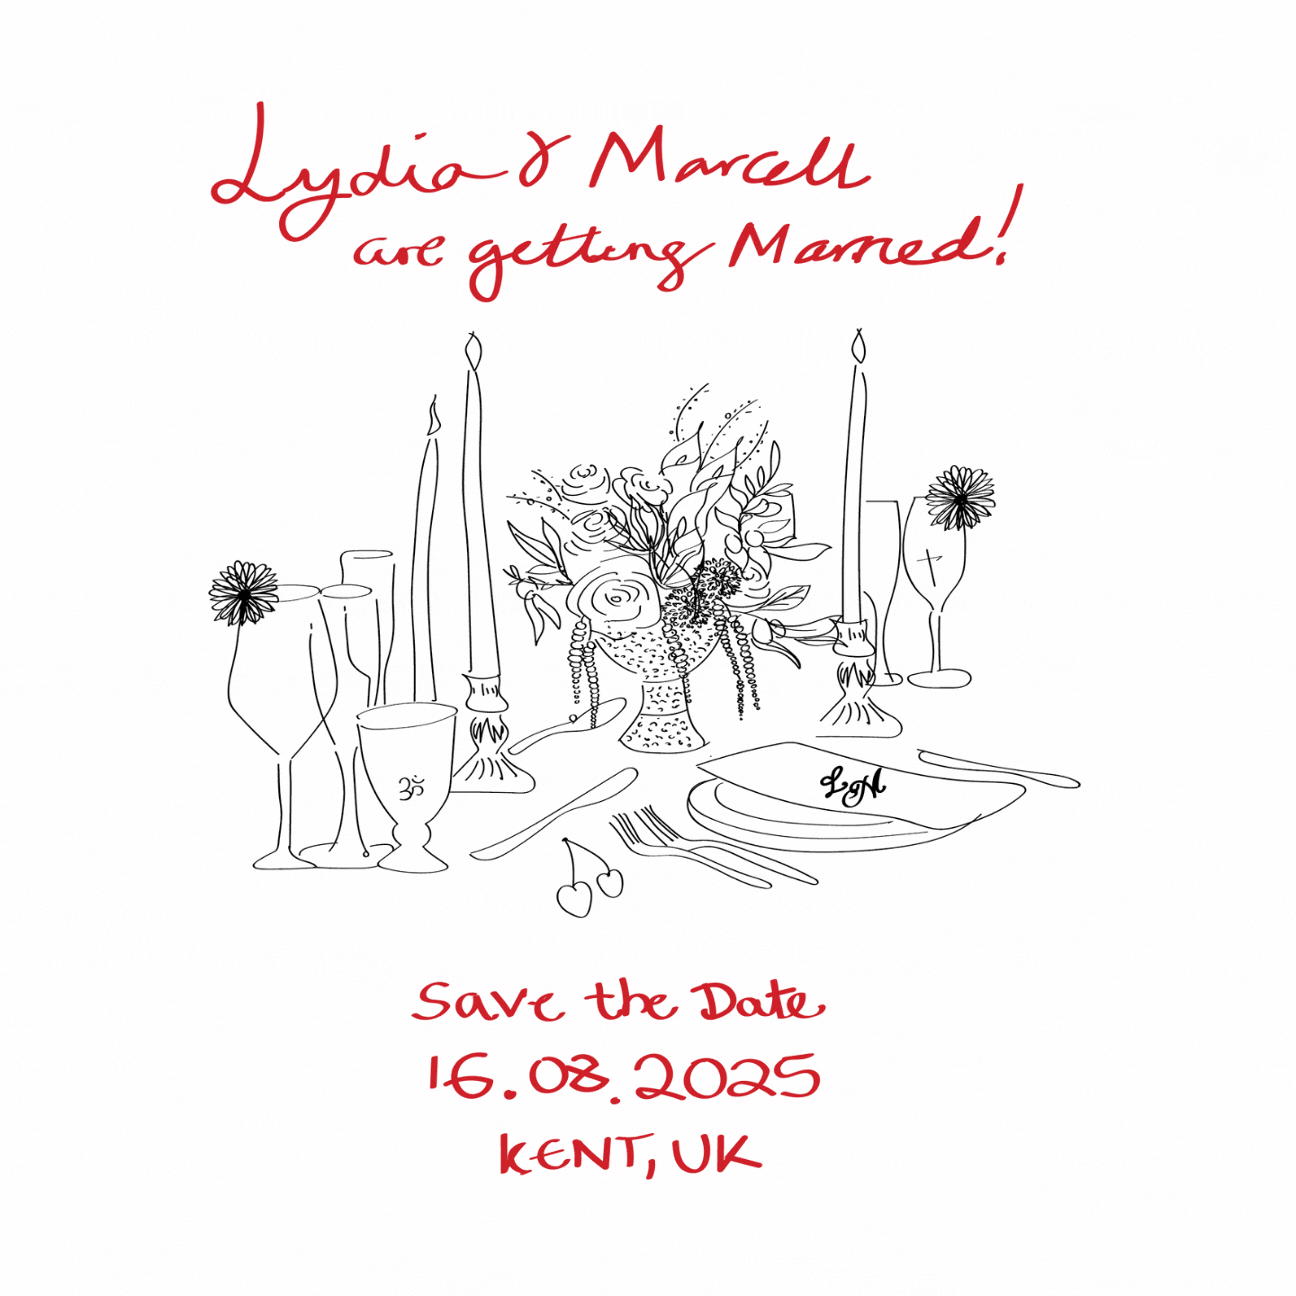 Lydia & Marcell
are getting Married!
ॐ
L&M
Save the Date
16.08.2025
KENT, UK